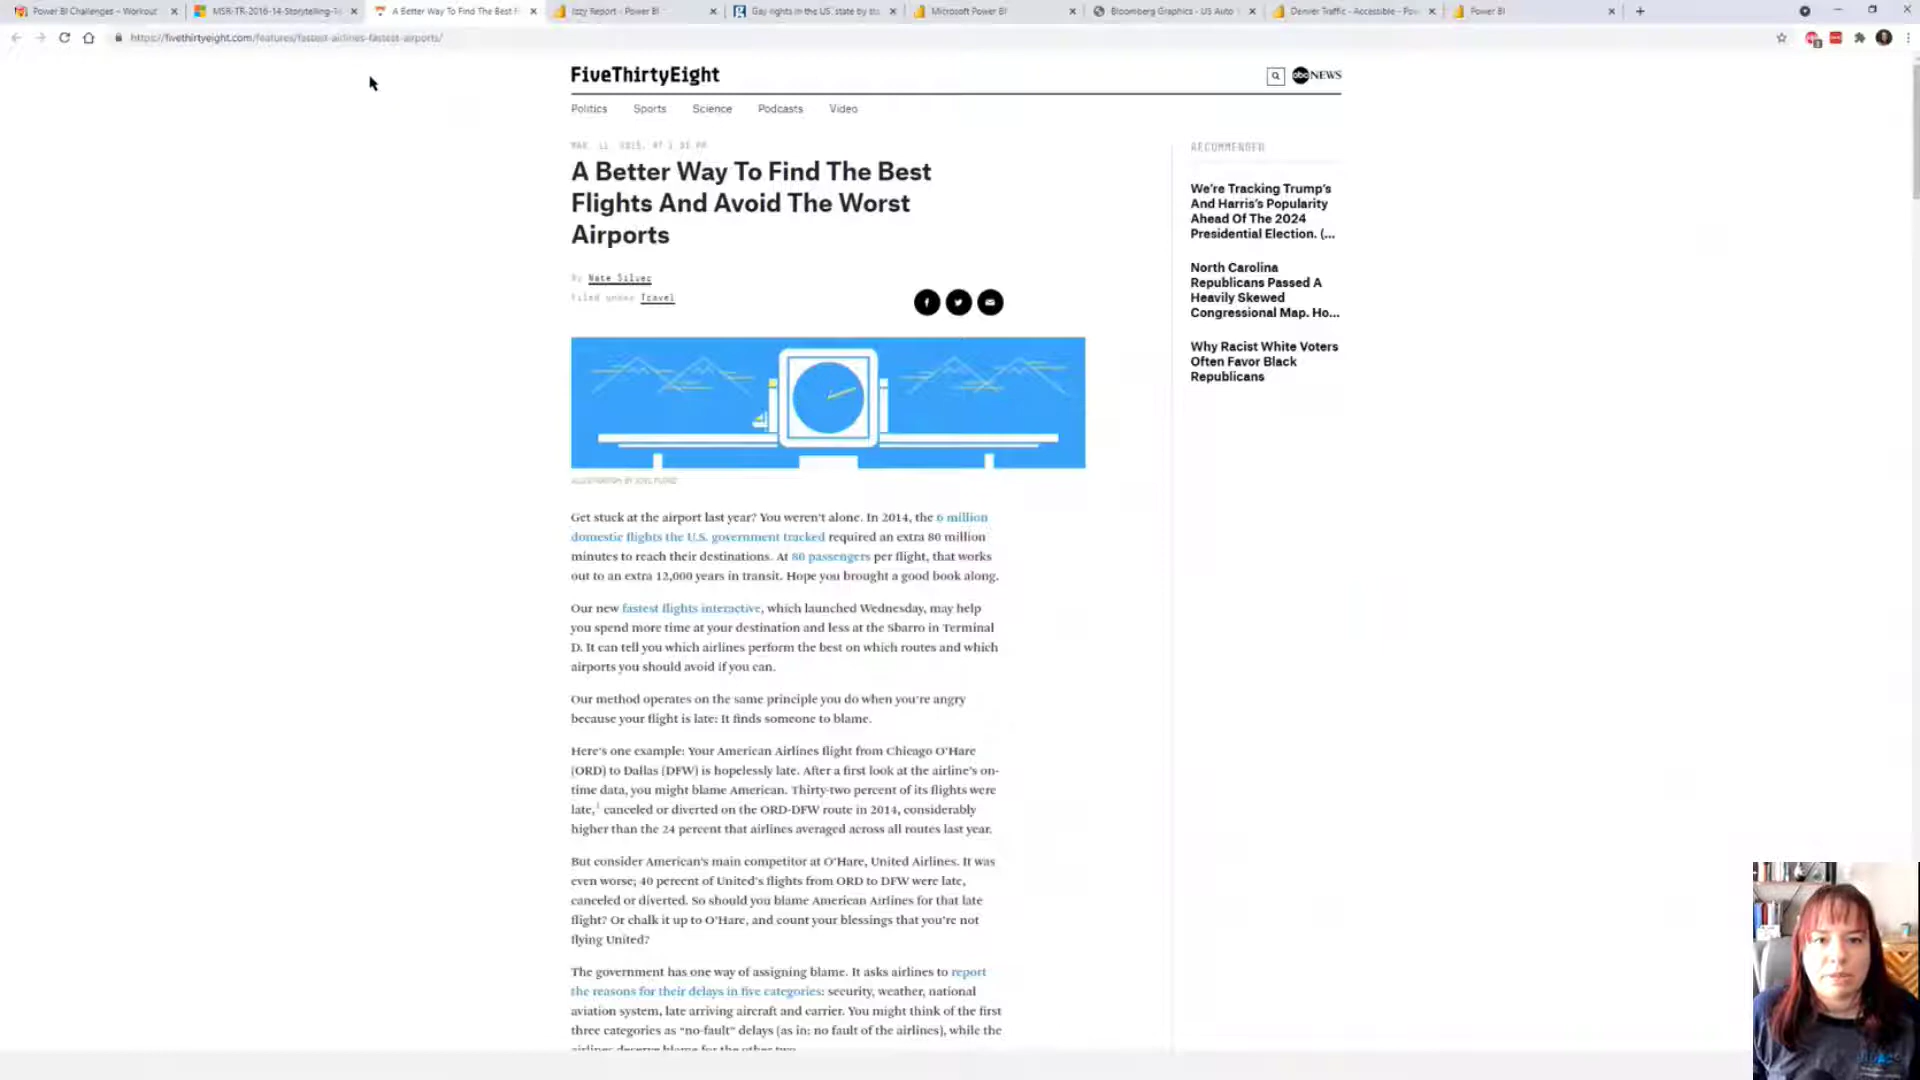 Power BI Challenges – Workout
MSR-TR-2016-14-Storytelling-
A Better Way To Find The Best F
Izzy Report - Power BI
Gay rights in the US, state by st
Microsoft Power BI
Bloomberg Graphics - US Auto
Denver Traffic - Accessible - Pow
Power BI
https://fivethirtyeight.com/features/fastest-airlines-fastest-airports/
FiveThirtyEight
abc NEWS
Politics
Sports
Science
Podcasts
Video
MAR. 11, 2015, AT
A Better Way To Find The Best
Flights And Avoid The Worst
Airports
By Nate Silver
Filed under Travel
ILLUSTRATION BY
Get stuck at the airport last year? You weren't alone. In 2014, the 6 million
domestic flights the U.S. government tracked required an extra 80 million
minutes to reach their destinations. At 80 passengers per flight, that works
out to an extra 12,000 years in transit. Hope you brought a good book along.
Our new fastest flights interactive, which launched Wednesday, may help
you spend more time at your destination and less at the Sbarro in Terminal
D. It can tell you which airlines perform the best on which routes and which
airports you should avoid if you can.
Our method operates on the same principle you do when you're angry
because your flight is late: It finds someone to blame.
Here's one example: Your American Airlines flight from Chicago O'Hare
(ORD) to Dallas (DFW) is hopelessly late. After a first look at the airline's on-
time data, you might blame American. Thirty-two percent of its flights were
late,1 canceled or diverted on the ORD-DFW route in 2014, considerably
higher than the 24 percent that airlines averaged across all routes last year.
But consider American's main competitor at O'Hare, United Airlines. It was
even worse; 40 percent of United's flights from ORD to DFW were late,
canceled or diverted. So should you blame American Airlines for that late
flight? Or chalk it up to O'Hare, and count your blessings that you're not
flying United?
The government has one way of assigning blame. It asks airlines to report
the reasons for their delays in five categories: security, weather, national
aviation system, late arriving aircraft and carrier. You might think of the first
three categories as "no-fault" delays (as in: no fault of the airlines), while the
airlines deserve blame for the other two.
RECOMMENDED
We're Tracking Trump's
And Harris's Popularity
Ahead Of The 2024
Presidential Election. (...
North Carolina
Republicans Passed A
Heavily Skewed
Congressional Map. Ho...
Why Racist White Voters
Often Favor Black
Republicans